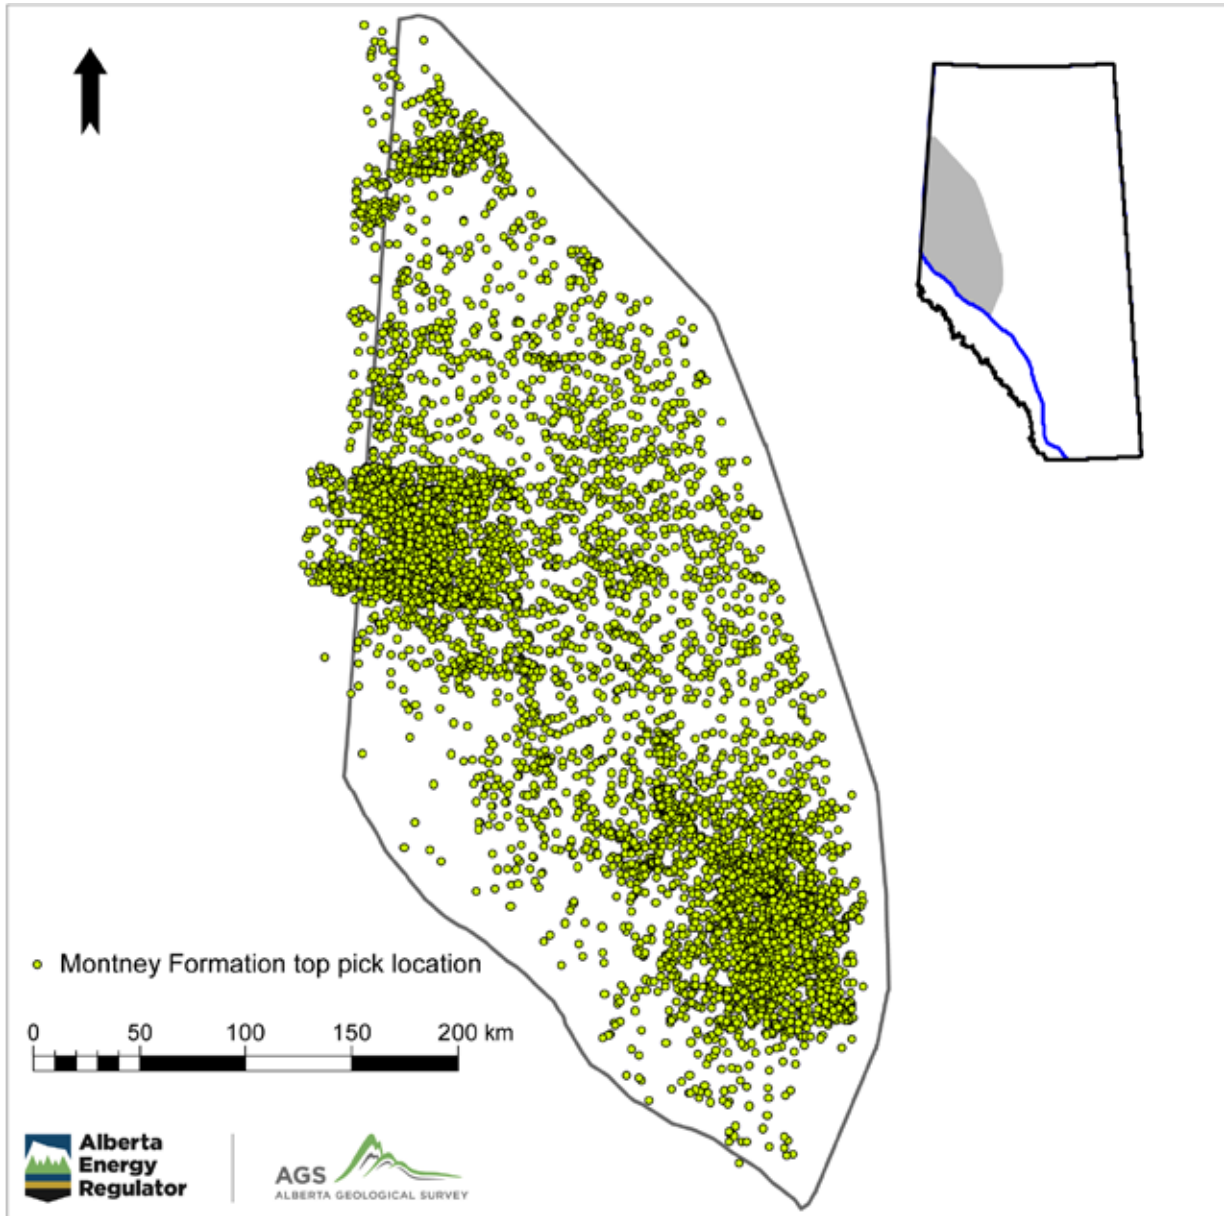 Montney Formation top pick location
0 50 100 150 200 km
Alberta
Energy
Regulator
AGS
ALBERTA GEOLOGICAL SURVEY